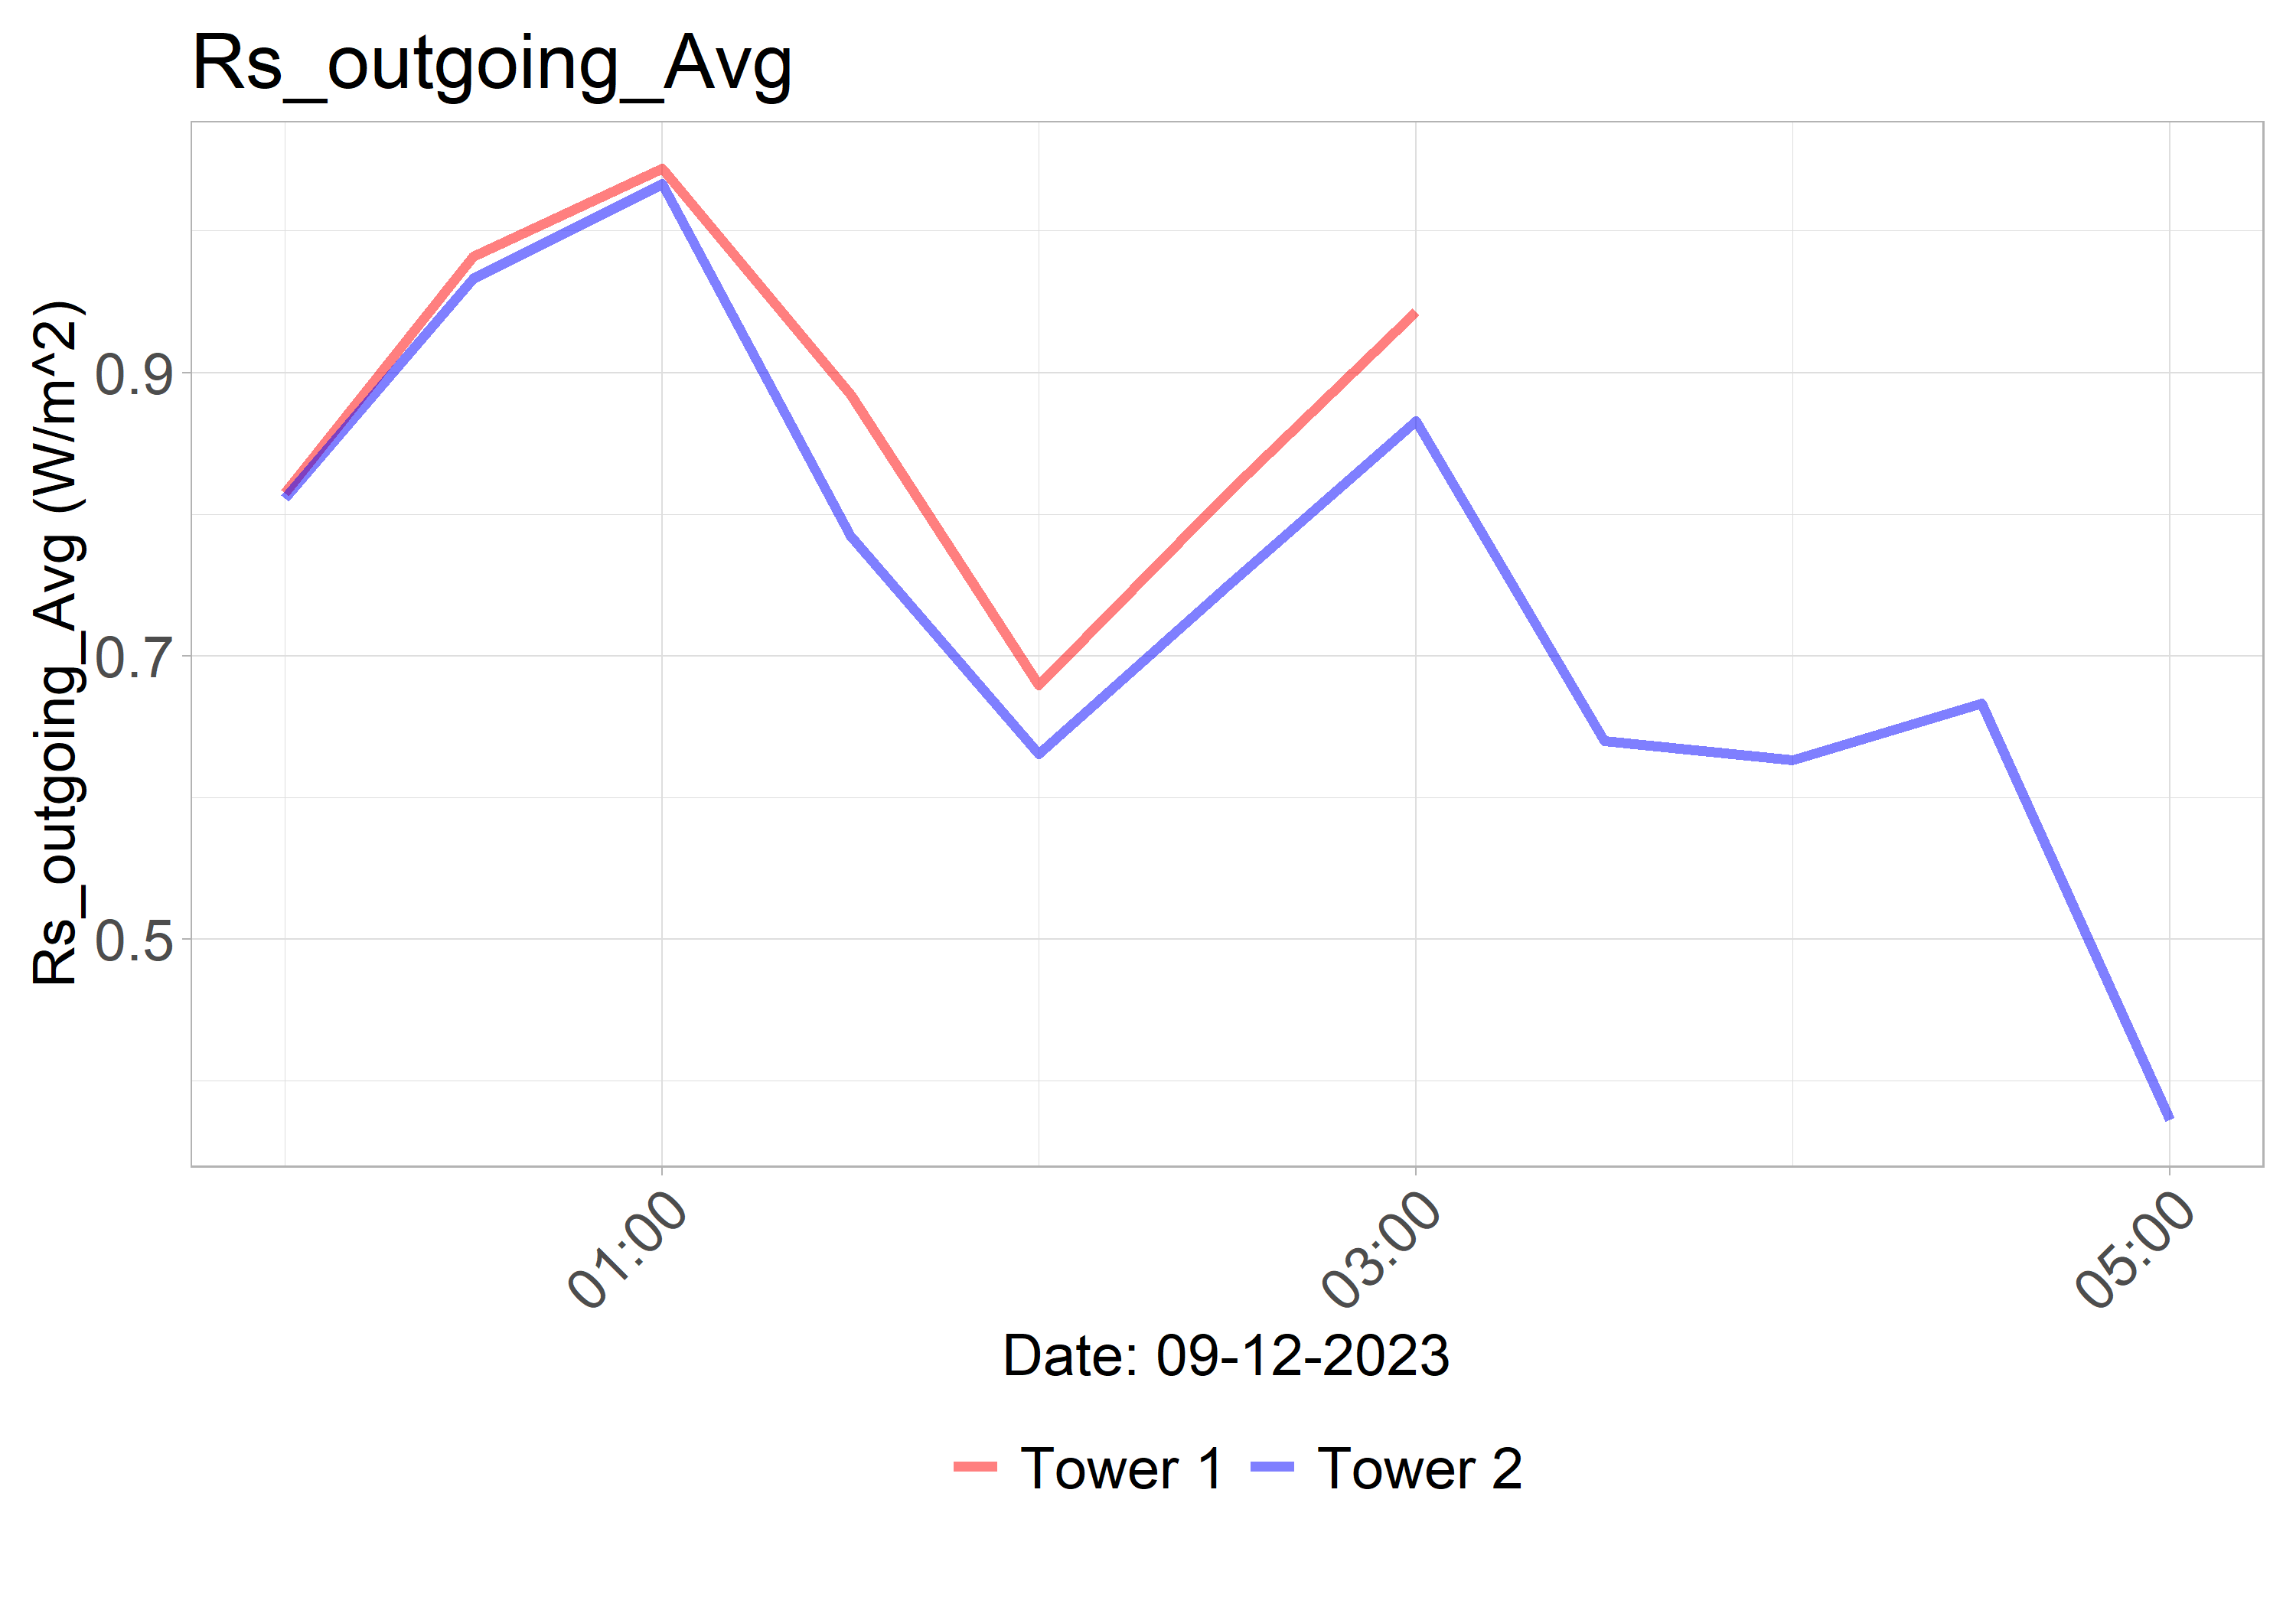 Rs_outgoing_Avg
Rs_outgoing_Avg (W/m^2)
0.9
0.7
0.5
01:00
03:00
05:00
Date: 09-12-2023
Tower 1
Tower 2